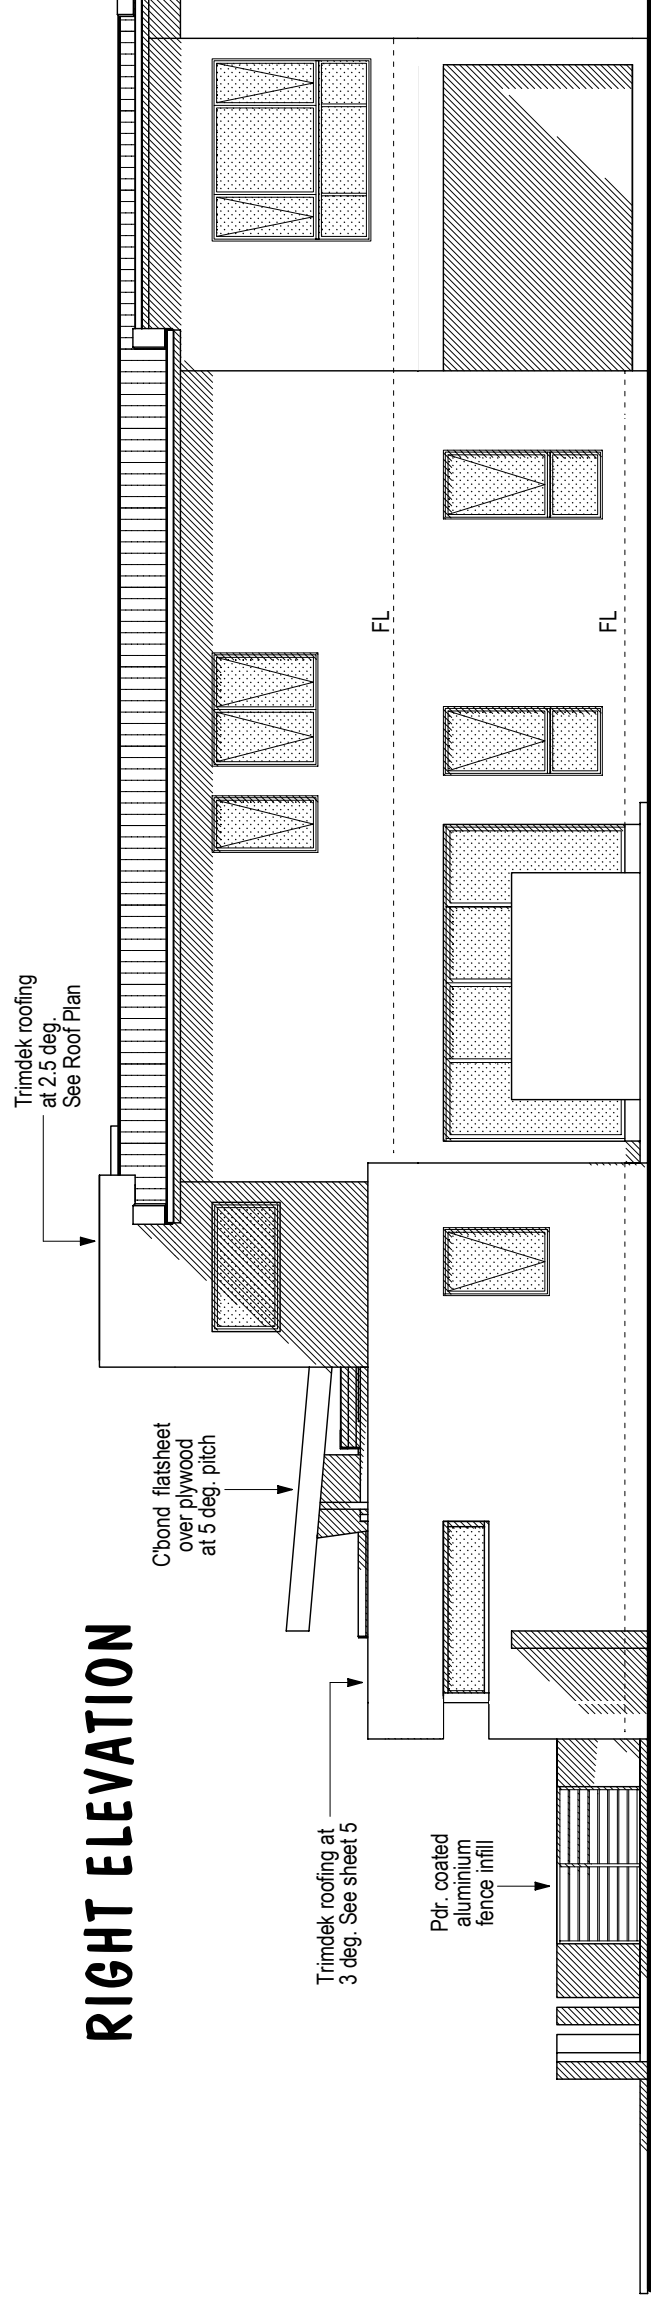 RIGHT ELEVATION
Trimdek roofing at
3 deg. See sheet 5
Pdr. coated
aluminium
fence infill
C'bond flatsheet
over plywood
at 5 deg. pitch
Trimdek roofing
at 2.5 deg.
See Roof Plan
FL
FL